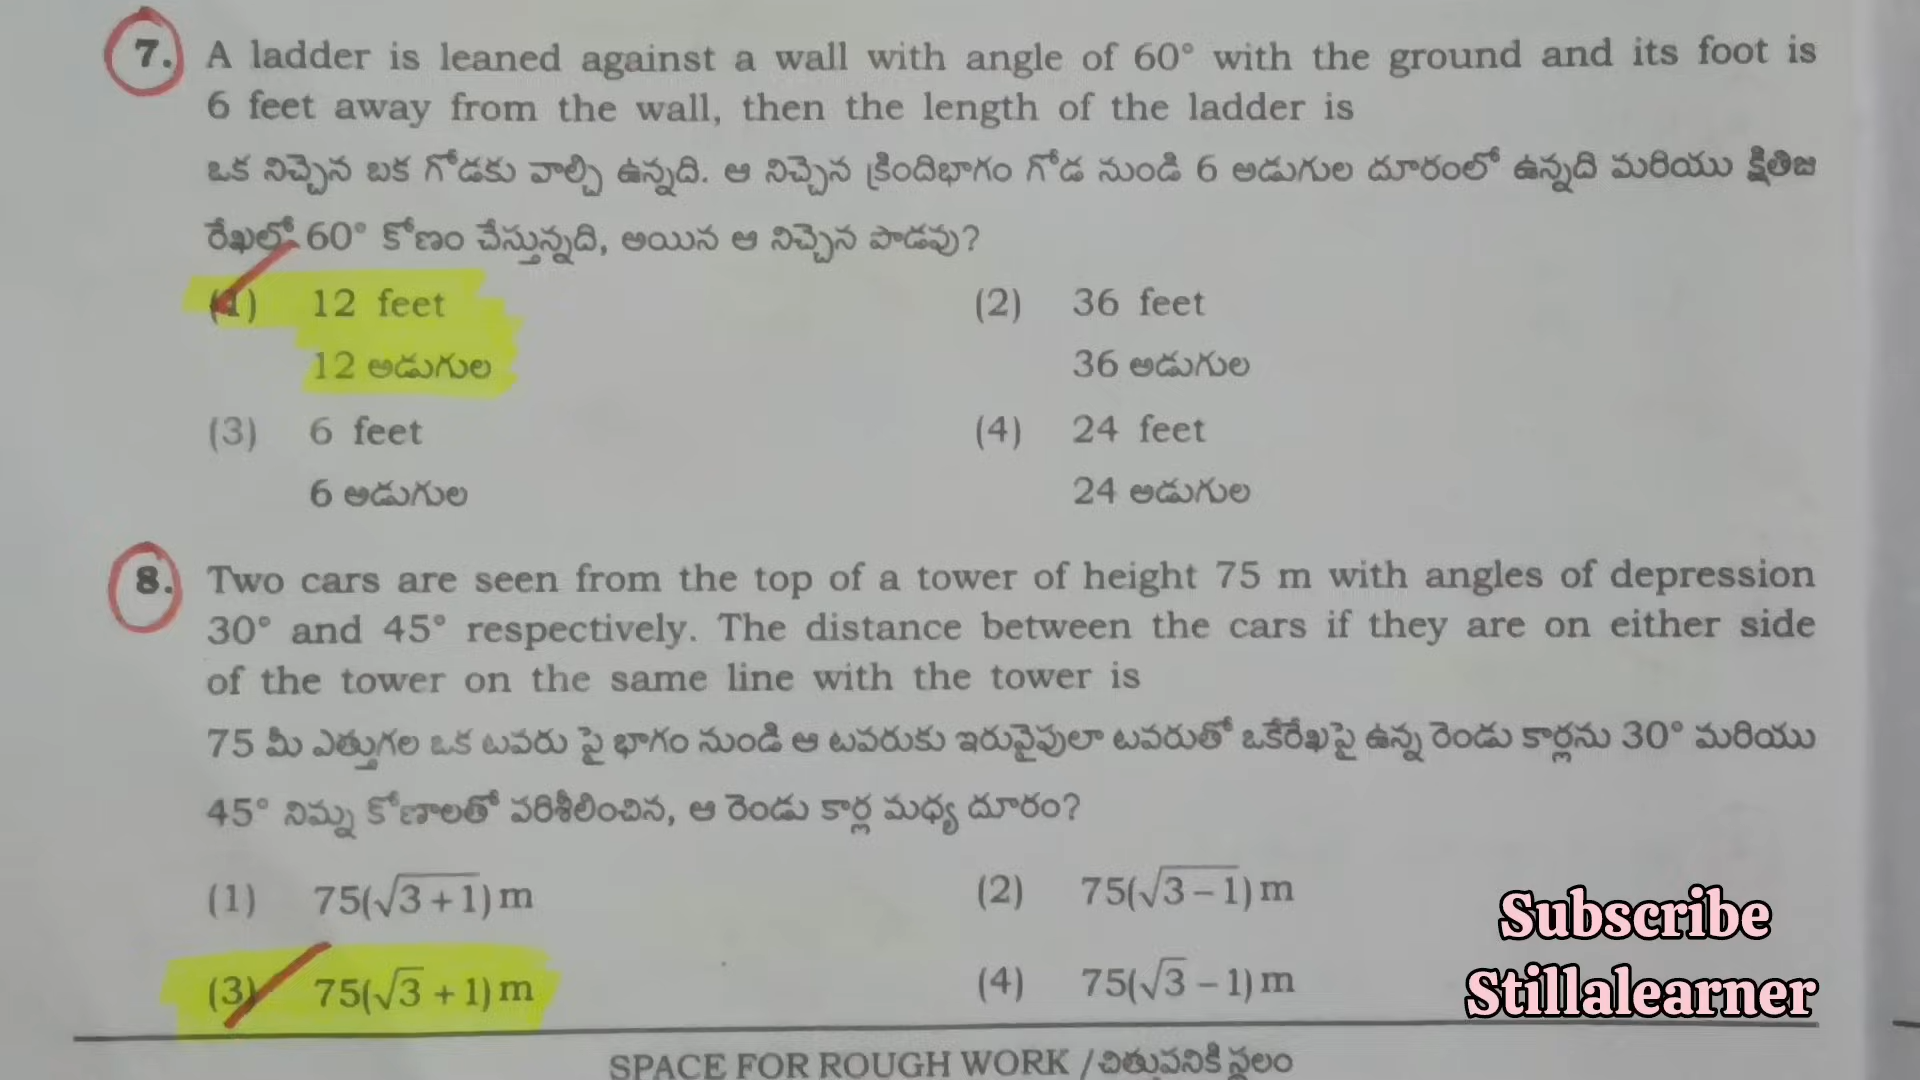 7. A ladder is leaned against a wall with angle of 60° with the ground and its foot is
6 feet away from the wall, then the length of the ladder is
ఒక నిచ్చెన బక గోడకు వాల్చి ఉన్నది. ఆ నిచ్చెన క్రిందిభాగం గోడ నుండి 6 అడుగుల దూరంలో ఉన్నది మరియు క్షితిజ
రేఖలో 60° కోణం చేస్తున్నది, అయిన ఆ నిచ్చెన పొడవు?
(1) 12 feet (2) 36 feet
12 అడుగుల 36 అడుగుల
(3) 6 feet (4) 24 feet
6 అడుగుల 24 అడుగుల
8. Two cars are seen from the top of a tower of height 75 m with angles of depression
30° and 45° respectively. The distance between the cars if they are on either side
of the tower on the same line with the tower is
75 మీ ఎత్తుగల ఒక టవరు పై భాగం నుండి ఆ టవరుకు ఇరువైపులా టవరుతో ఒకేరేఖపై ఉన్న రెండు కార్లను 30° మరియు
45° నిమ్న కోణాలతో పరిశీలించిన, ఆ రెండు కార్ల మధ్య దూరం?
(1) 75(√3+1) m (2) 75(√3−1) m
(3) 75(√3 + 1) m (4) 75(√3 − 1) m
Subscribe
Stillalearner
SPACE FOR ROUGH WORK / చిత్తుపనికి స్థలం